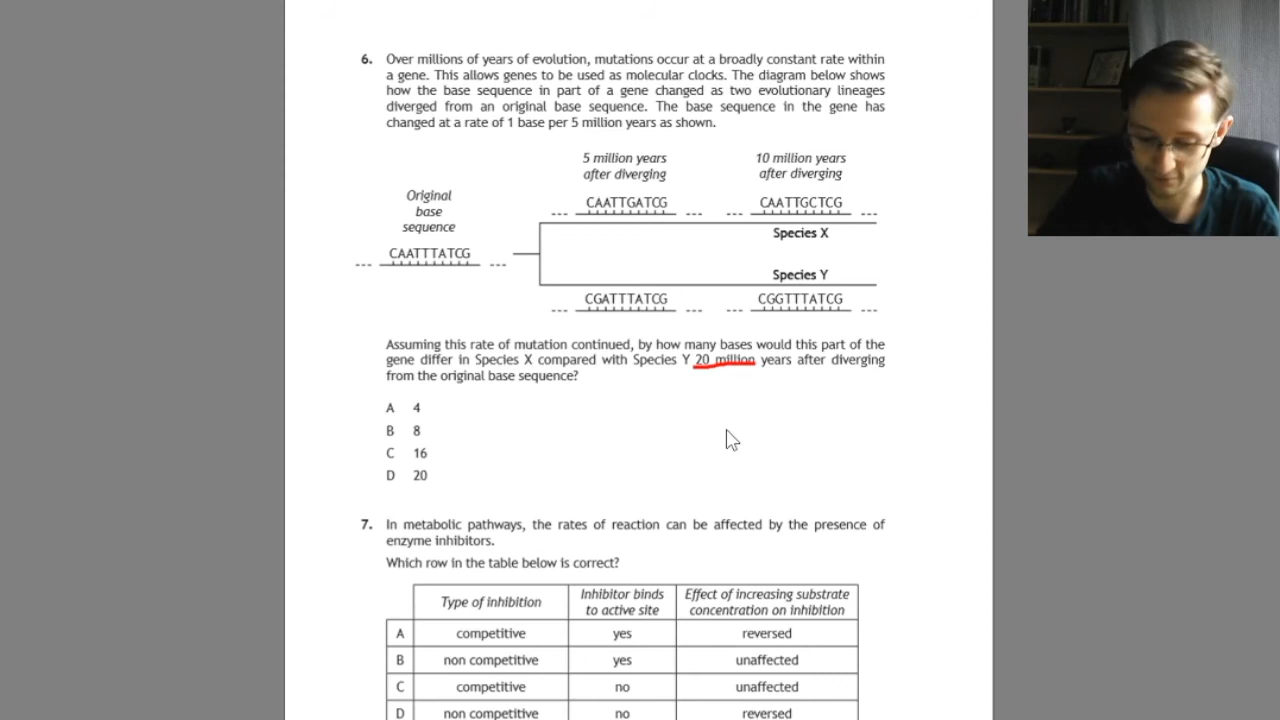 6. Over millions of years of evolution, mutations occur at a broadly constant rate within
a gene. This allows genes to be used as molecular clocks. The diagram below shows
how the base sequence in part of a gene changed as two evolutionary lineages
diverged from an original base sequence. The base sequence in the gene has
changed at a rate of 1 base per 5 million years as shown.
5 million years
after diverging
10 million years
after diverging
Original
base
sequence
CAATTGATCG
CAATTGCTCG
Species X
CAATTTATCG
Species Y
CGATTTATCG
CGGTTTATCG
Assuming this rate of mutation continued, by how many bases would this part of the
gene differ in Species X compared with Species Y 20 million years after diverging
from the original base sequence?
A 4
B 8
C 16
D 20
7. In metabolic pathways, the rates of reaction can be affected by the presence of
enzyme inhibitors.
Which row in the table below is correct?
Type of inhibition
Inhibitor binds
to active site
Effect of increasing substrate
concentration on inhibition
A competitive yes reversed
B non competitive yes unaffected
C competitive no unaffected
D non competitive no reversed